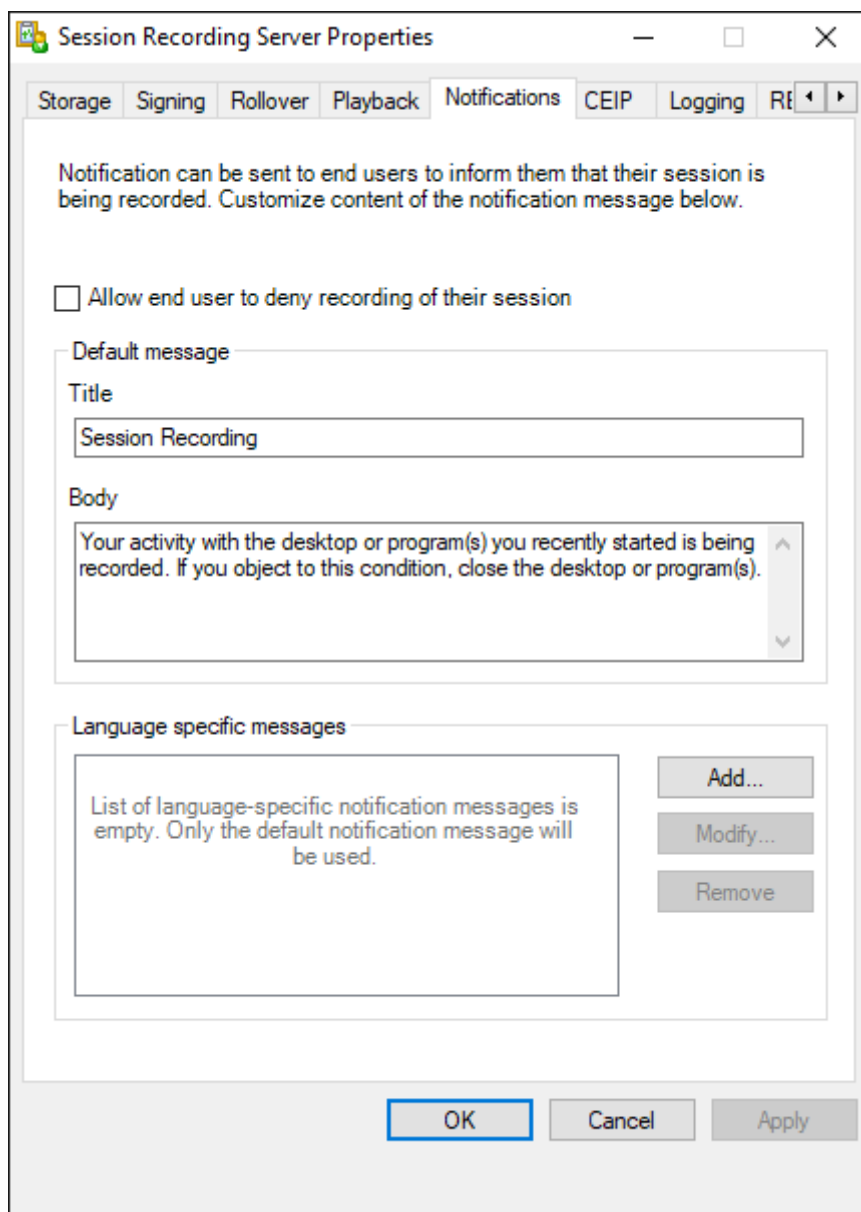 Session Recording Server Properties
Storage Signing Rollover Playback Notifications CEIP Logging
Notification can be sent to end users to inform them that their session is
being recorded. Customize content of the notification message below.
Allow end user to deny recording of their session
Default message
Title
Session Recording
Body
Your activity with the desktop or program(s) you recently started is being
recorded. If you object to this condition, close the desktop or program(s).
Language specific messages
List of language-specific notification messages is
empty. Only the default notification message will
be used.
Add...
Modify...
Remove
OK Cancel Apply